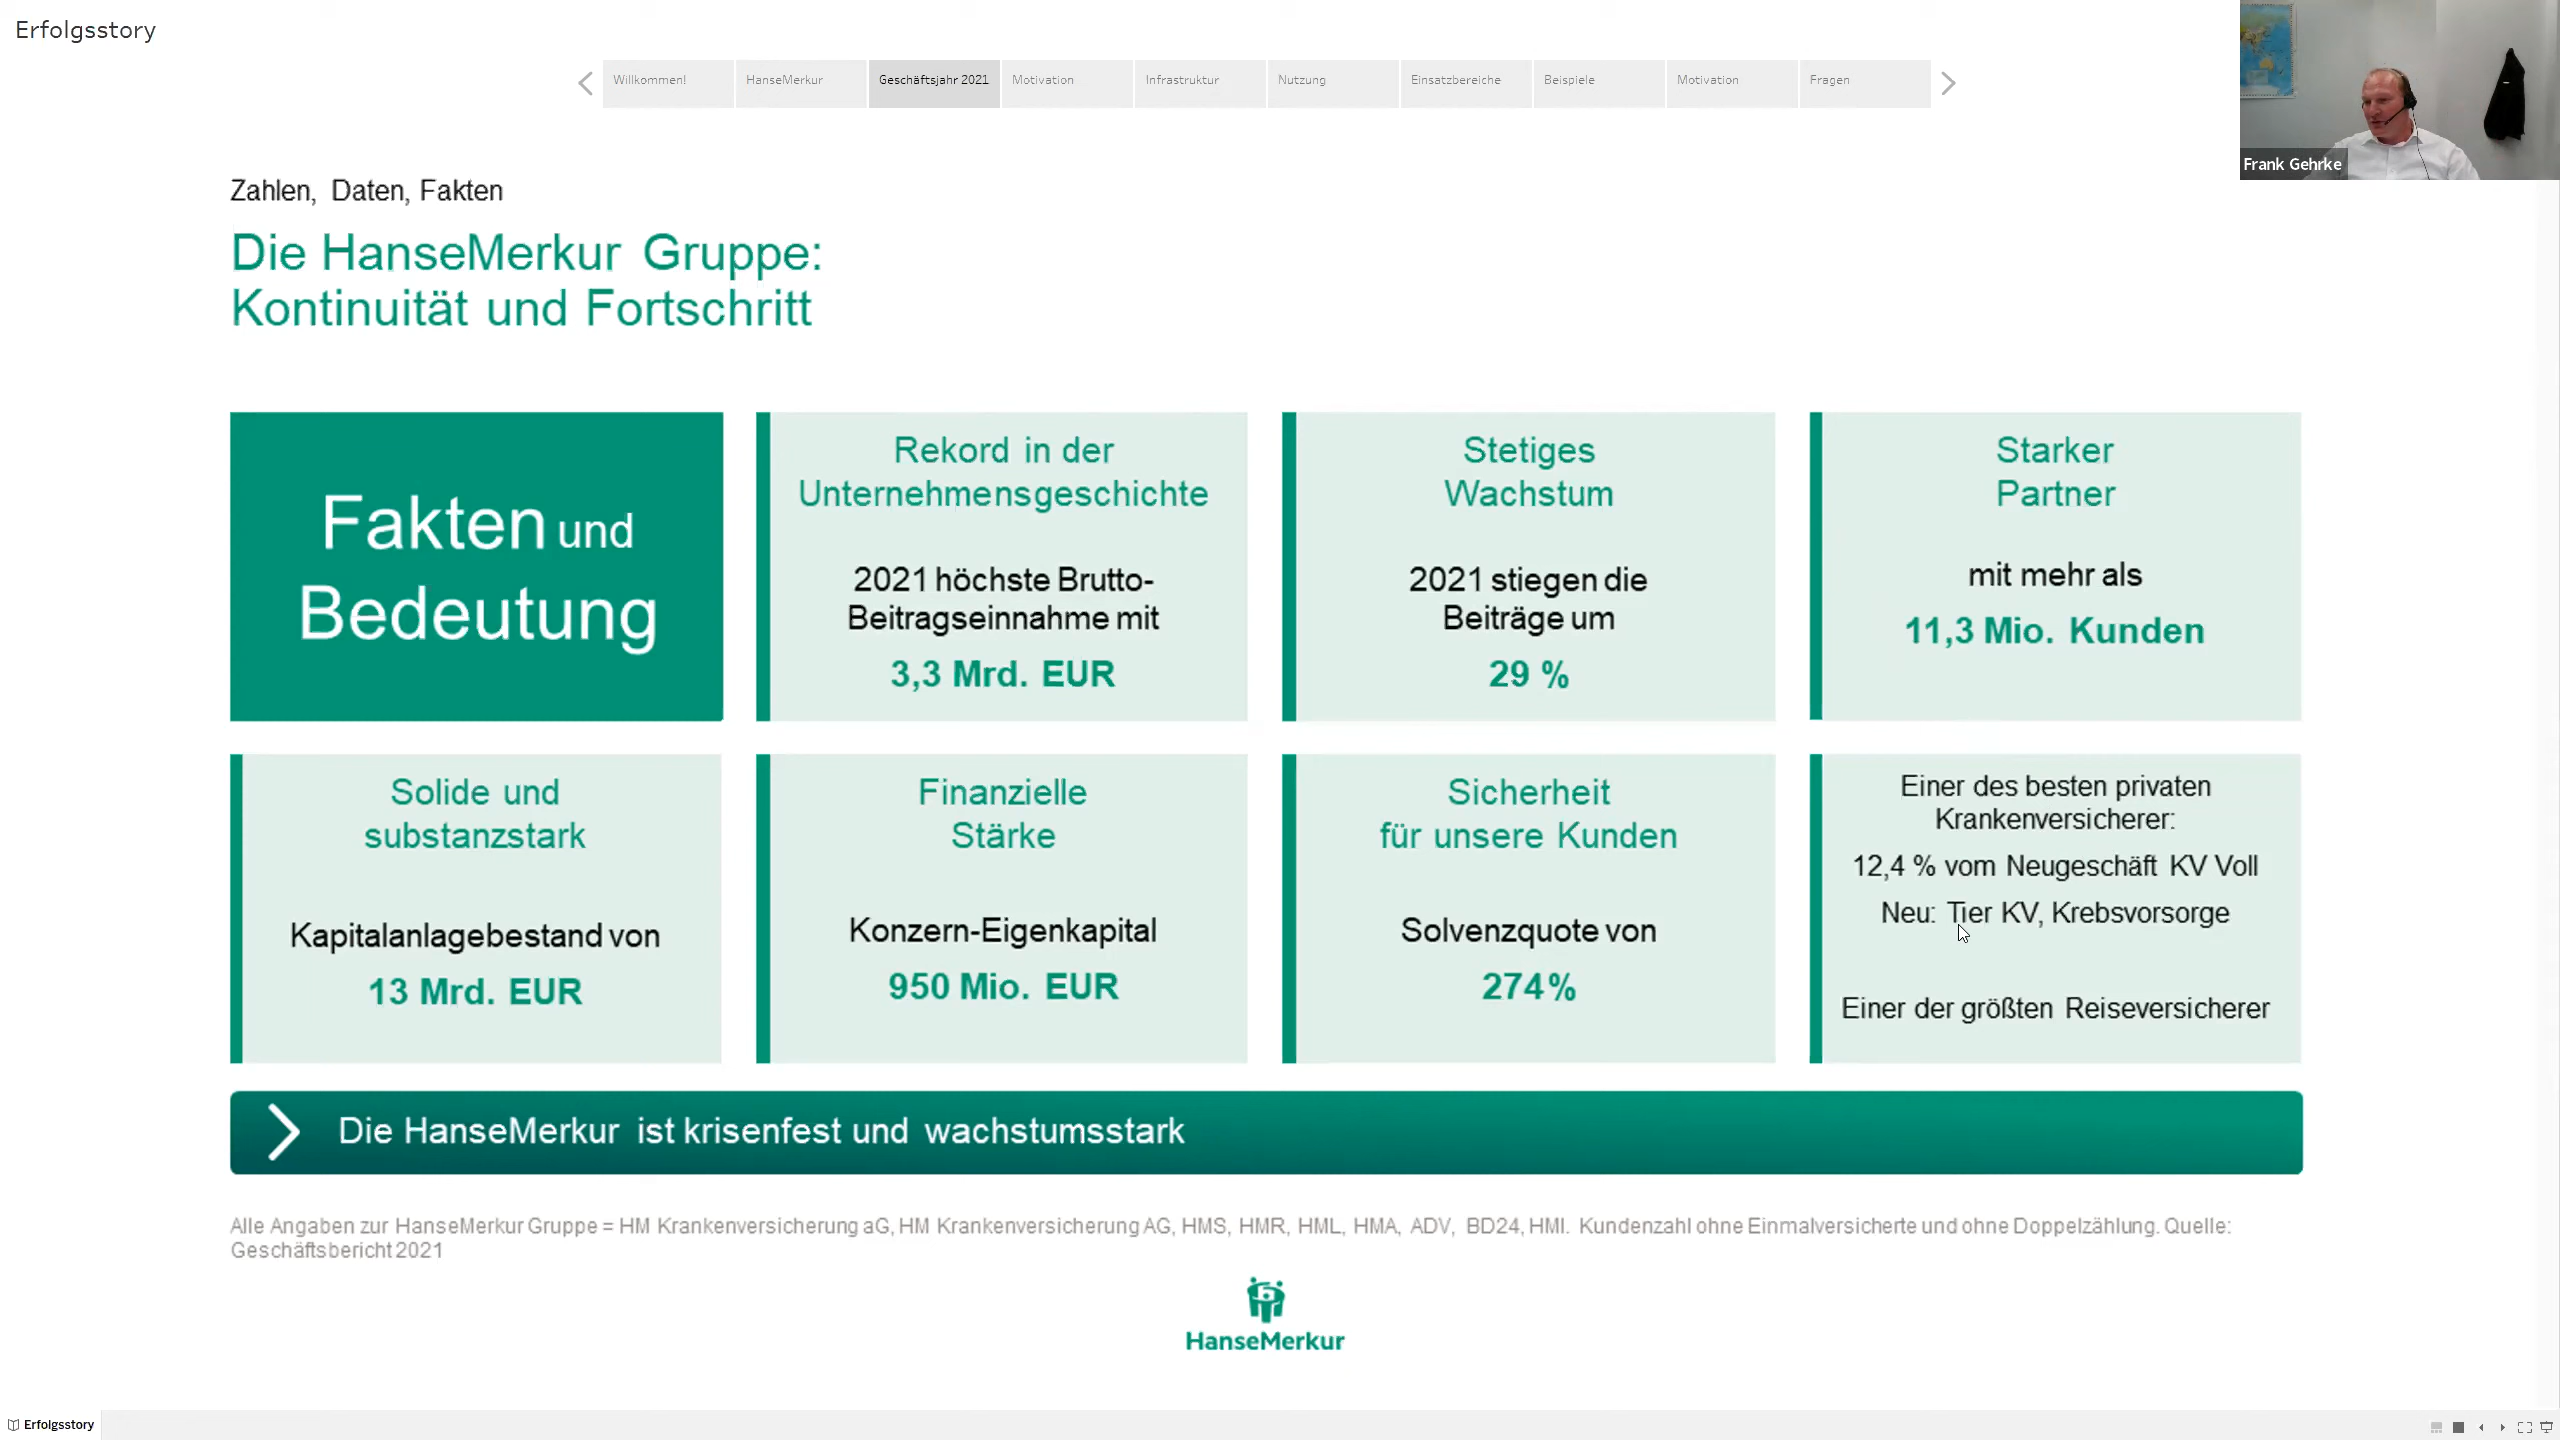 Erfolgsstory
Willkommen!
HanseMerkur
Geschäftsjahr 2021
Motivation
Infrastruktur
Nutzung
Einsatzbereiche
Beispiele
Motivation
Fragen
Frank Gehrke
Zahlen, Daten, Fakten
Die HanseMerkur Gruppe:
Kontinuität und Fortschritt
Fakten und
Bedeutung
Rekord in der
Unternehmensgeschichte
2021 höchste Brutto-
Beitragseinnahme mit
3,3 Mrd. EUR
Stetiges
Wachstum
2021 stiegen die
Beiträge um
29 %
Starker
Partner
mit mehr als
11,3 Mio. Kunden
Solide und
substanzstark
Kapitalanlagebestand von
13 Mrd. EUR
Finanzielle
Stärke
Konzern-Eigenkapital
950 Mio. EUR
Sicherheit
für unsere Kunden
Solvenzquote von
274%
Einer des besten privaten
Krankenversicherer:
12,4 % vom Neugeschäft KV Voll
Neu: Tier KV, Krebsvorsorge
Einer der größten Reiseversicherer
Die HanseMerkur ist krisenfest und wachstumsstark
Alle Angaben zur HanseMerkur Gruppe = HM Krankenversicherung aG, HM Krankenversicherung AG, HMS, HMR, HML, HMA, ADV, BD24, HMI. Kundenzahl ohne Einmalversicherte und ohne Doppelzählung. Quelle:
Geschäftsbericht 2021
HanseMerkur
Erfolgsstory